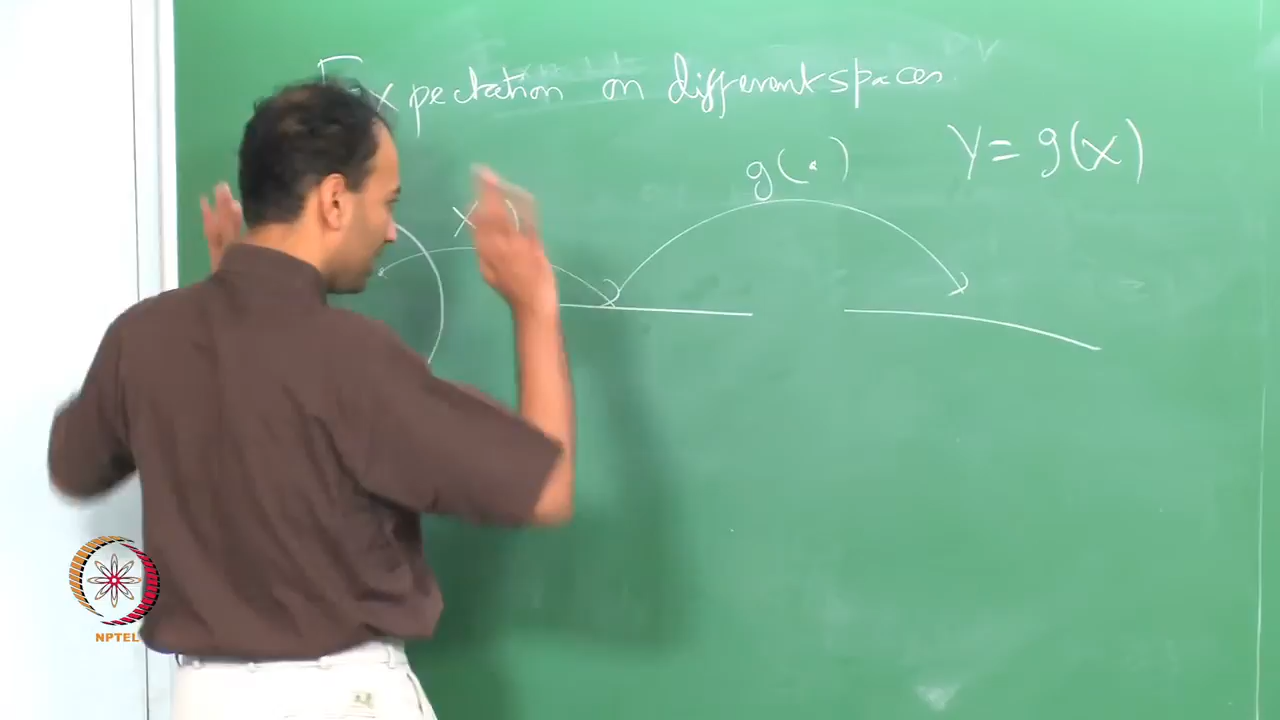 Expectation on different spaces
g(.)
Y = g(X)
X( )
NPTEL